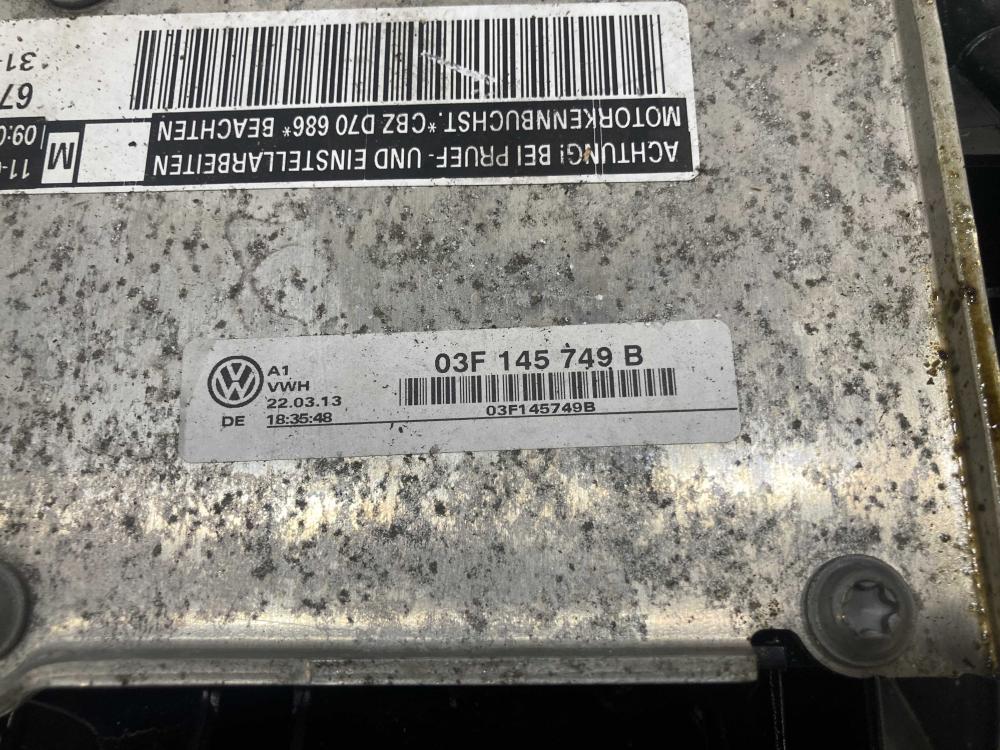 ACHTUNG! BEI PRUEF- UND EINSTELLARBEITEN
MOTORKENNBUCHST.*CBZ D70 686* BEACHTEN
M
03F 145 749 B
03F145749B
A1
VWH
22.03.13
DE 18:35:48